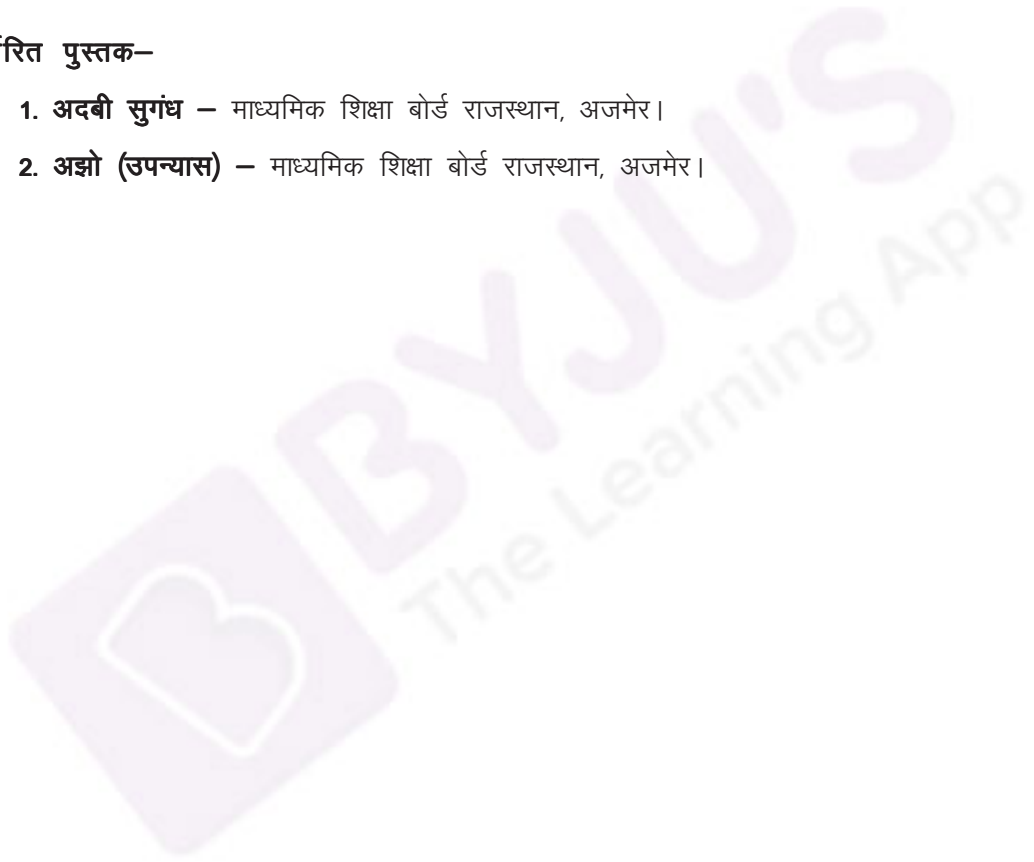 पुस्तक–
1. अदबी सुगंध – माध्यमिक शिक्षा बोर्ड राजस्थान, अजमेर।
2. अझो (उपन्यास) – माध्यमिक शिक्षा बोर्ड राजस्थान, अजमेर।
BYJU'S
The Learning App